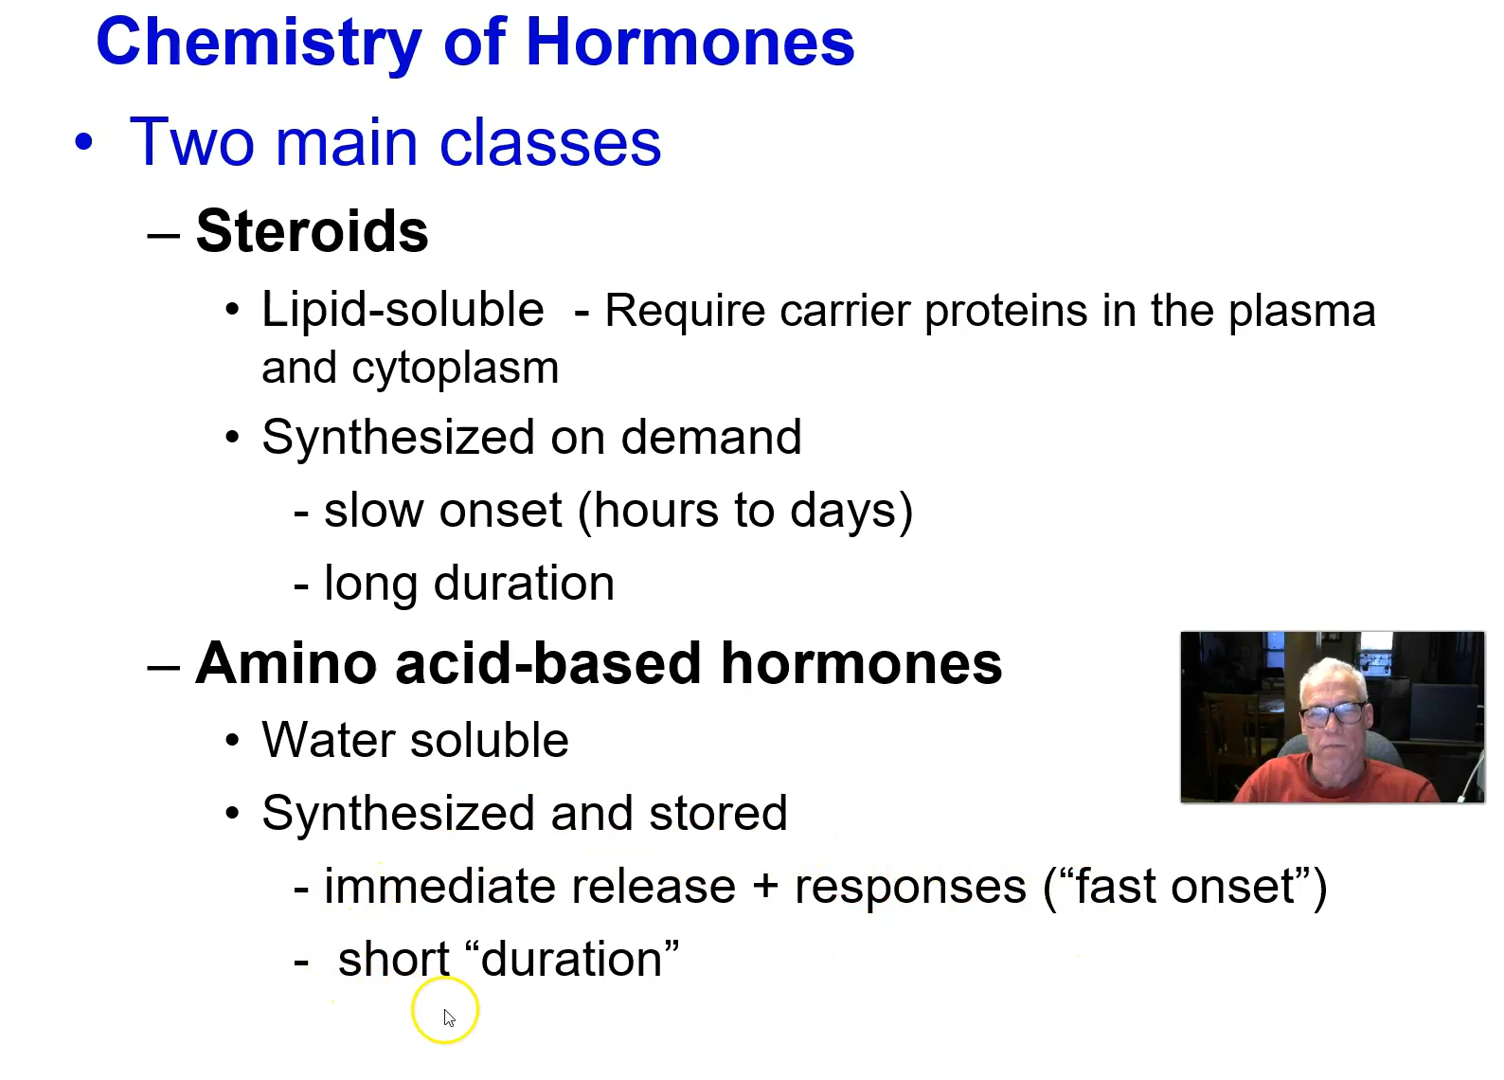 Chemistry of Hormones
• Two main classes
– Steroids
• Lipid-soluble - Require carrier proteins in the plasma
and cytoplasm
• Synthesized on demand
- slow onset (hours to days)
- long duration
– Amino acid-based hormones
• Water soluble
• Synthesized and stored
- immediate release + responses (“fast onset”)
- short “duration”